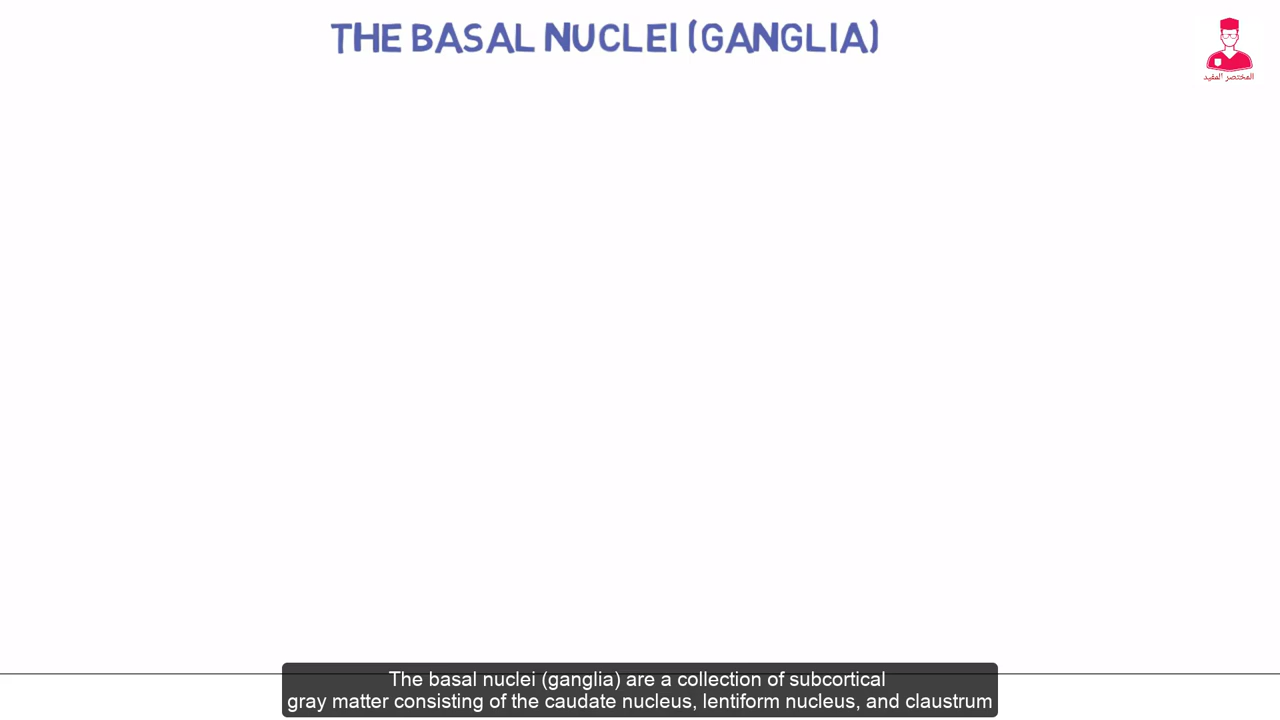 THE BASAL NUCLEI (GANGLIA)
المختصر المفيد
The basal nuclei (ganglia) are a collection of subcortical
gray matter consisting of the caudate nucleus, lentiform nucleus, and claustrum